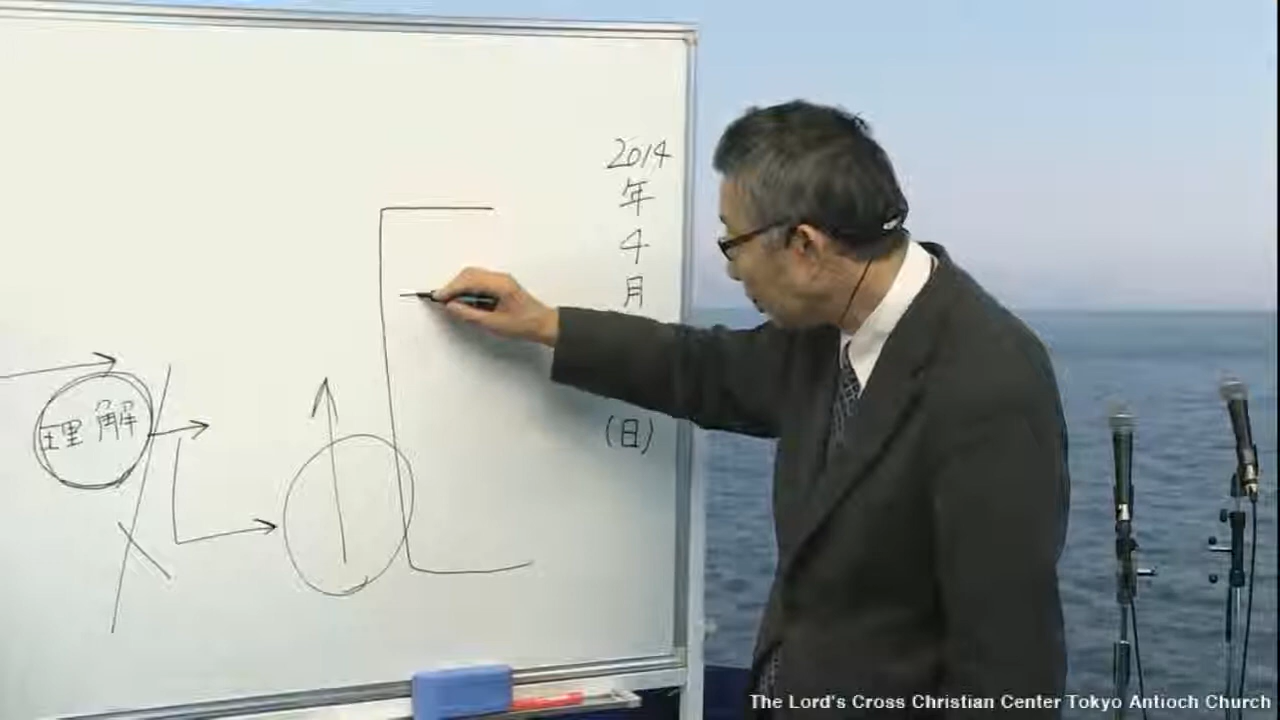 2014
年
4
月
(日)
理解
The Lord's Cross Christian Center Tokyo Antioch Church